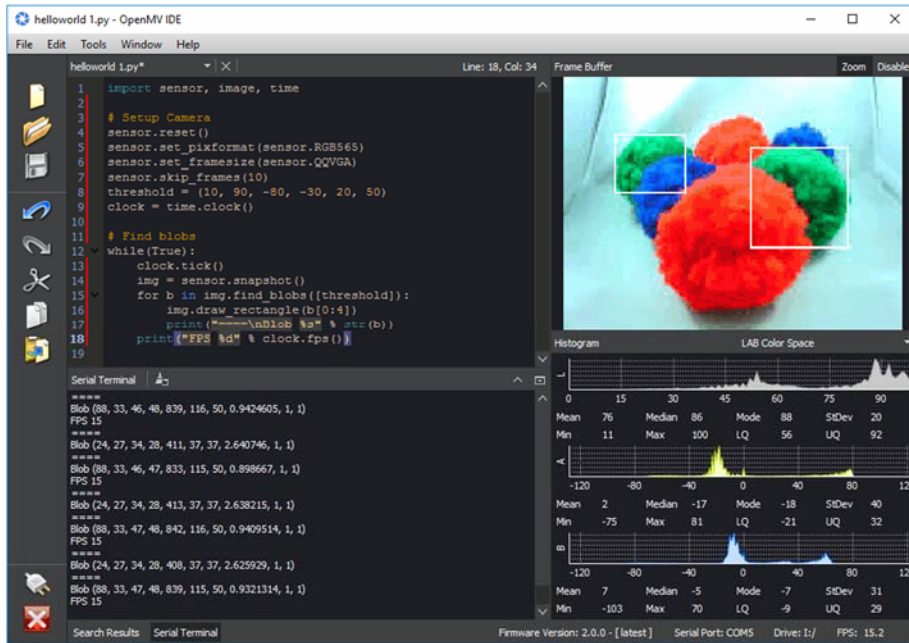 helloworld 1.py - OpenMV IDE
File Edit Tools Window Help
helloworld 1.py* Line: 18, Col: 34
1 import sensor, image, time
2
3 # Setup Camera
4 sensor.reset()
5 sensor.set_pixformat(sensor.RGB565)
6 sensor.set_framesize(sensor.QQVGA)
7 sensor.skip_frames(10)
8 threshold = (10, 90, -80, -30, 20, 50)
9 clock = time.clock()
10
11 # Find blobs
12 while(True):
13 clock.tick()
14 img = sensor.snapshot()
15 for b in img.find_blobs([threshold]):
16 img.draw_rectangle(b[0:4])
17 print("====\nBlob %s" % str(b))
18 print("FPS %d" % clock.fps())
19
Serial Terminal
====
Blob (88, 33, 46, 48, 839, 116, 50, 0.9424605, 1, 1)
FPS 15
====
Blob (24, 27, 34, 28, 411, 37, 37, 2.640746, 1, 1)
====
Blob (88, 33, 46, 47, 833, 115, 50, 0.898667, 1, 1)
FPS 15
====
Blob (24, 27, 34, 28, 413, 37, 37, 2.638215, 1, 1)
====
Blob (88, 33, 47, 48, 842, 116, 50, 0.9409514, 1, 1)
FPS 15
====
Blob (24, 27, 34, 28, 408, 37, 37, 2.625929, 1, 1)
====
Blob (88, 33, 47, 48, 839, 115, 50, 0.9321314, 1, 1)
FPS 15
Search Results Serial Terminal
Frame Buffer Zoom Disable
Histogram LAB Color Space
L
0 15 30 45 60 75 90
Mean 76 Median 86 Mode 88 StDev 20
Min 11 Max 100 LQ 56 UQ 92
A
-120 -80 -40 0 40 80
Mean 2 Median -17 Mode -18 StDev 40
Min -75 Max 81 LQ -21 UQ 32
B
-120 -80 -40 0 40 80
Mean 7 Median -5 Mode -7 StDev 31
Min -103 Max 70 LQ -9 UQ 29
Firmware Version: 2.0.0 - [ latest ] Serial Port: COM5 Drive: I:/ FPS: 15.2